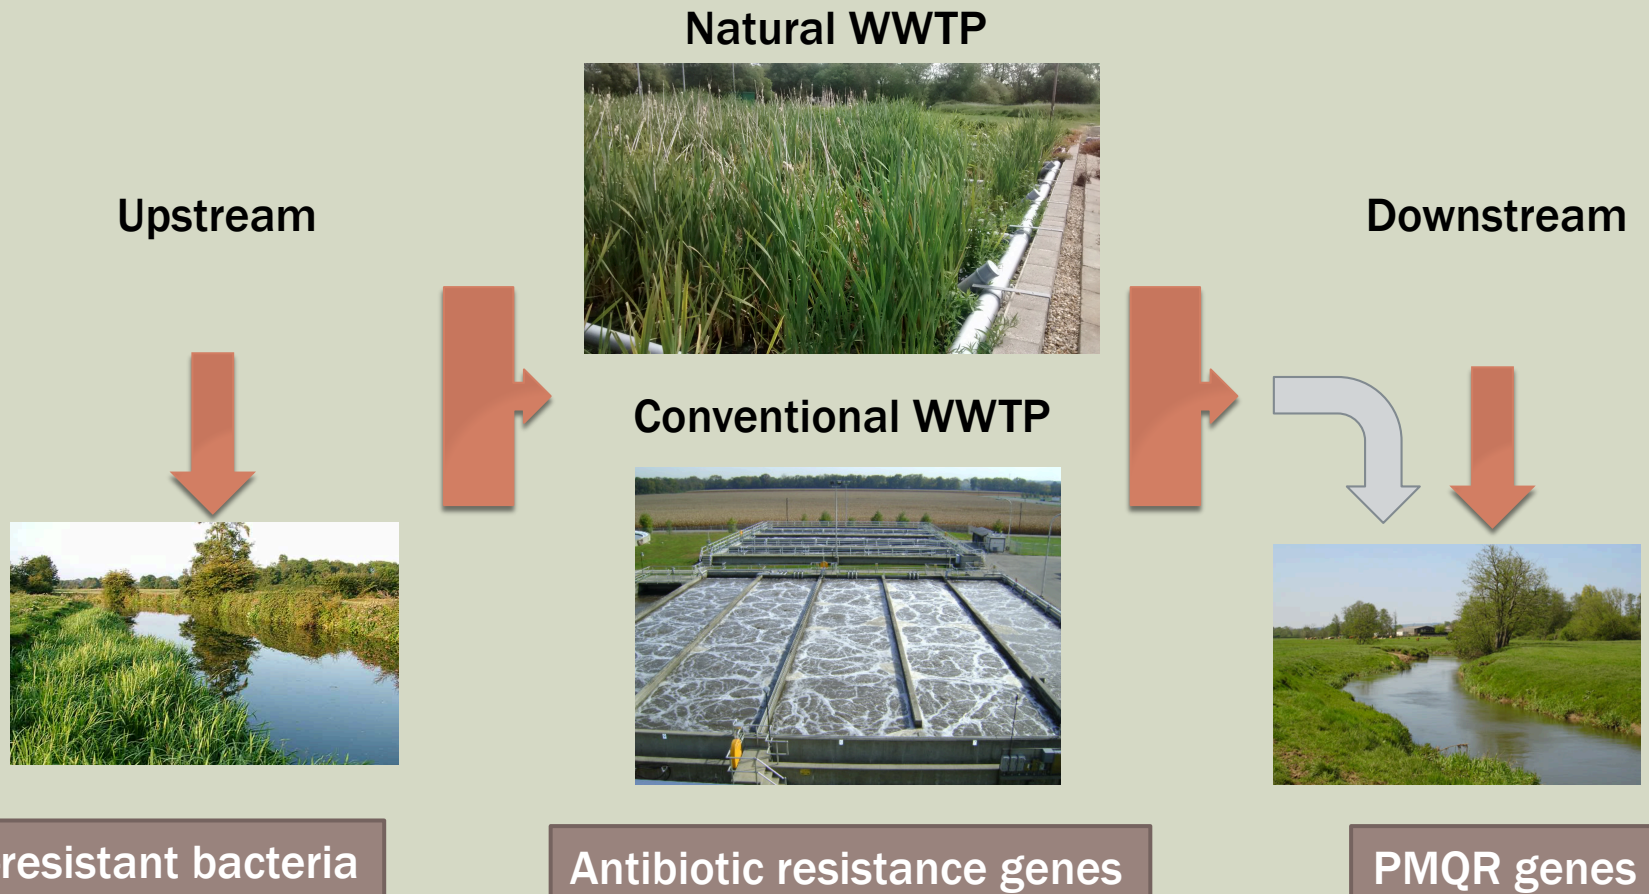 Natural WWTP
Upstream
Downstream
Conventional WWTP
resistant bacteria
Antibiotic resistance genes
PMQR genes